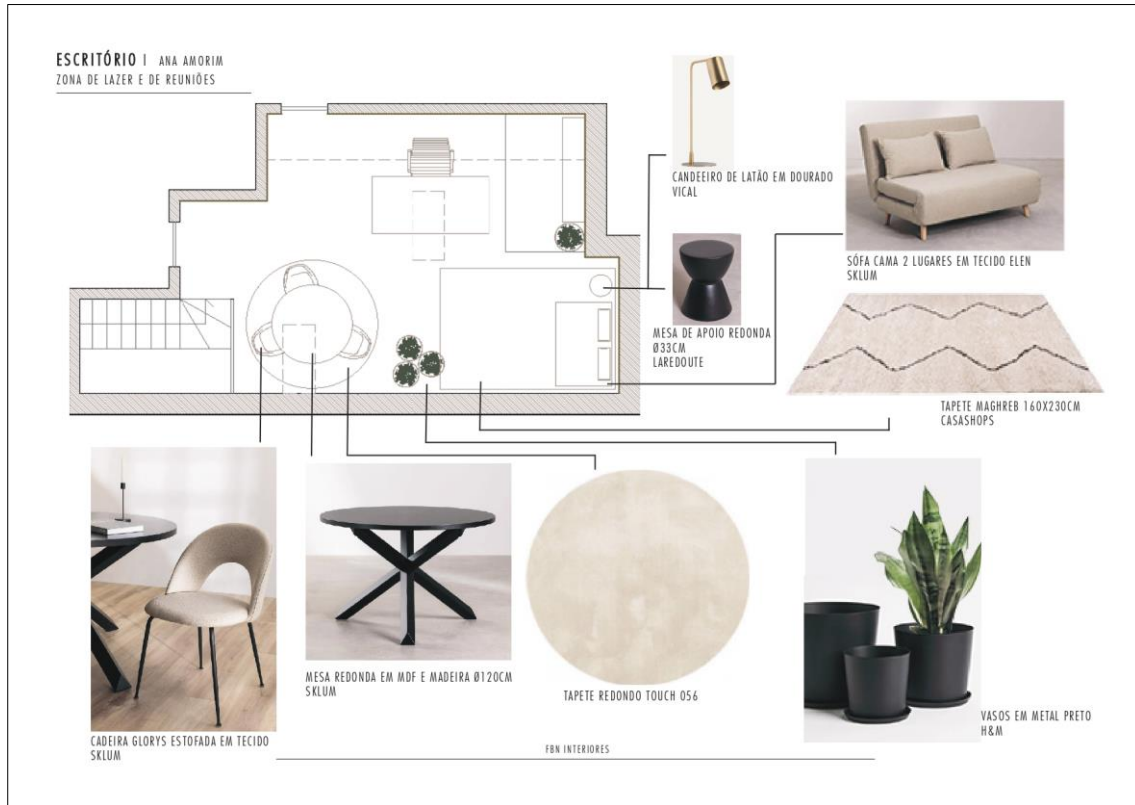 ESCRITÓRIO | ANA AMORIM
ZONA DE LAZER E DE REUNIÕES
CANDEEIRO DE LATÃO EM DOURADO
VICAL
SÓFA CAMA 2 LUGARES EM TECIDO ELEN
SKLUM
MESA DE APOIO REDONDA
Ø33CM
LAREDOUTE
TAPETE MAGHREB 160X230CM
CASASHOPS
CADEIRA GLORYS ESTOFADA EM TECIDO
SKLUM
MESA REDONDA EM MDF E MADEIRA Ø120CM
SKLUM
TAPETE REDONDO TOUCH 056
VASOS EM METAL PRETO
H&M
FBN INTERIORES